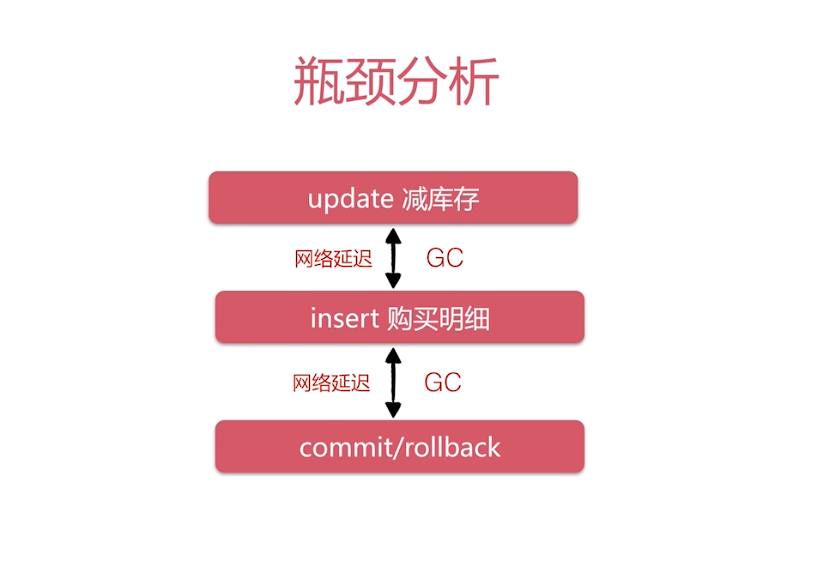 瓶颈分析
update 减库存
网络延迟 GC
insert 购买明细
网络延迟 GC
commit/rollback